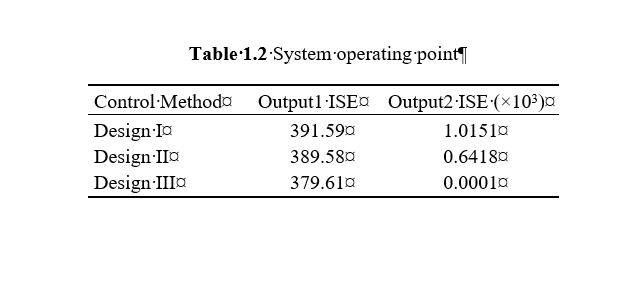 Table 1.2 System operating point¶
Control Method¤ Output1 ISE¤ Output2 ISE (×10³)¤
Design I¤ 391.59¤ 1.0151¤
Design II¤ 389.58¤ 0.6418¤
Design III¤ 379.61¤ 0.0001¤